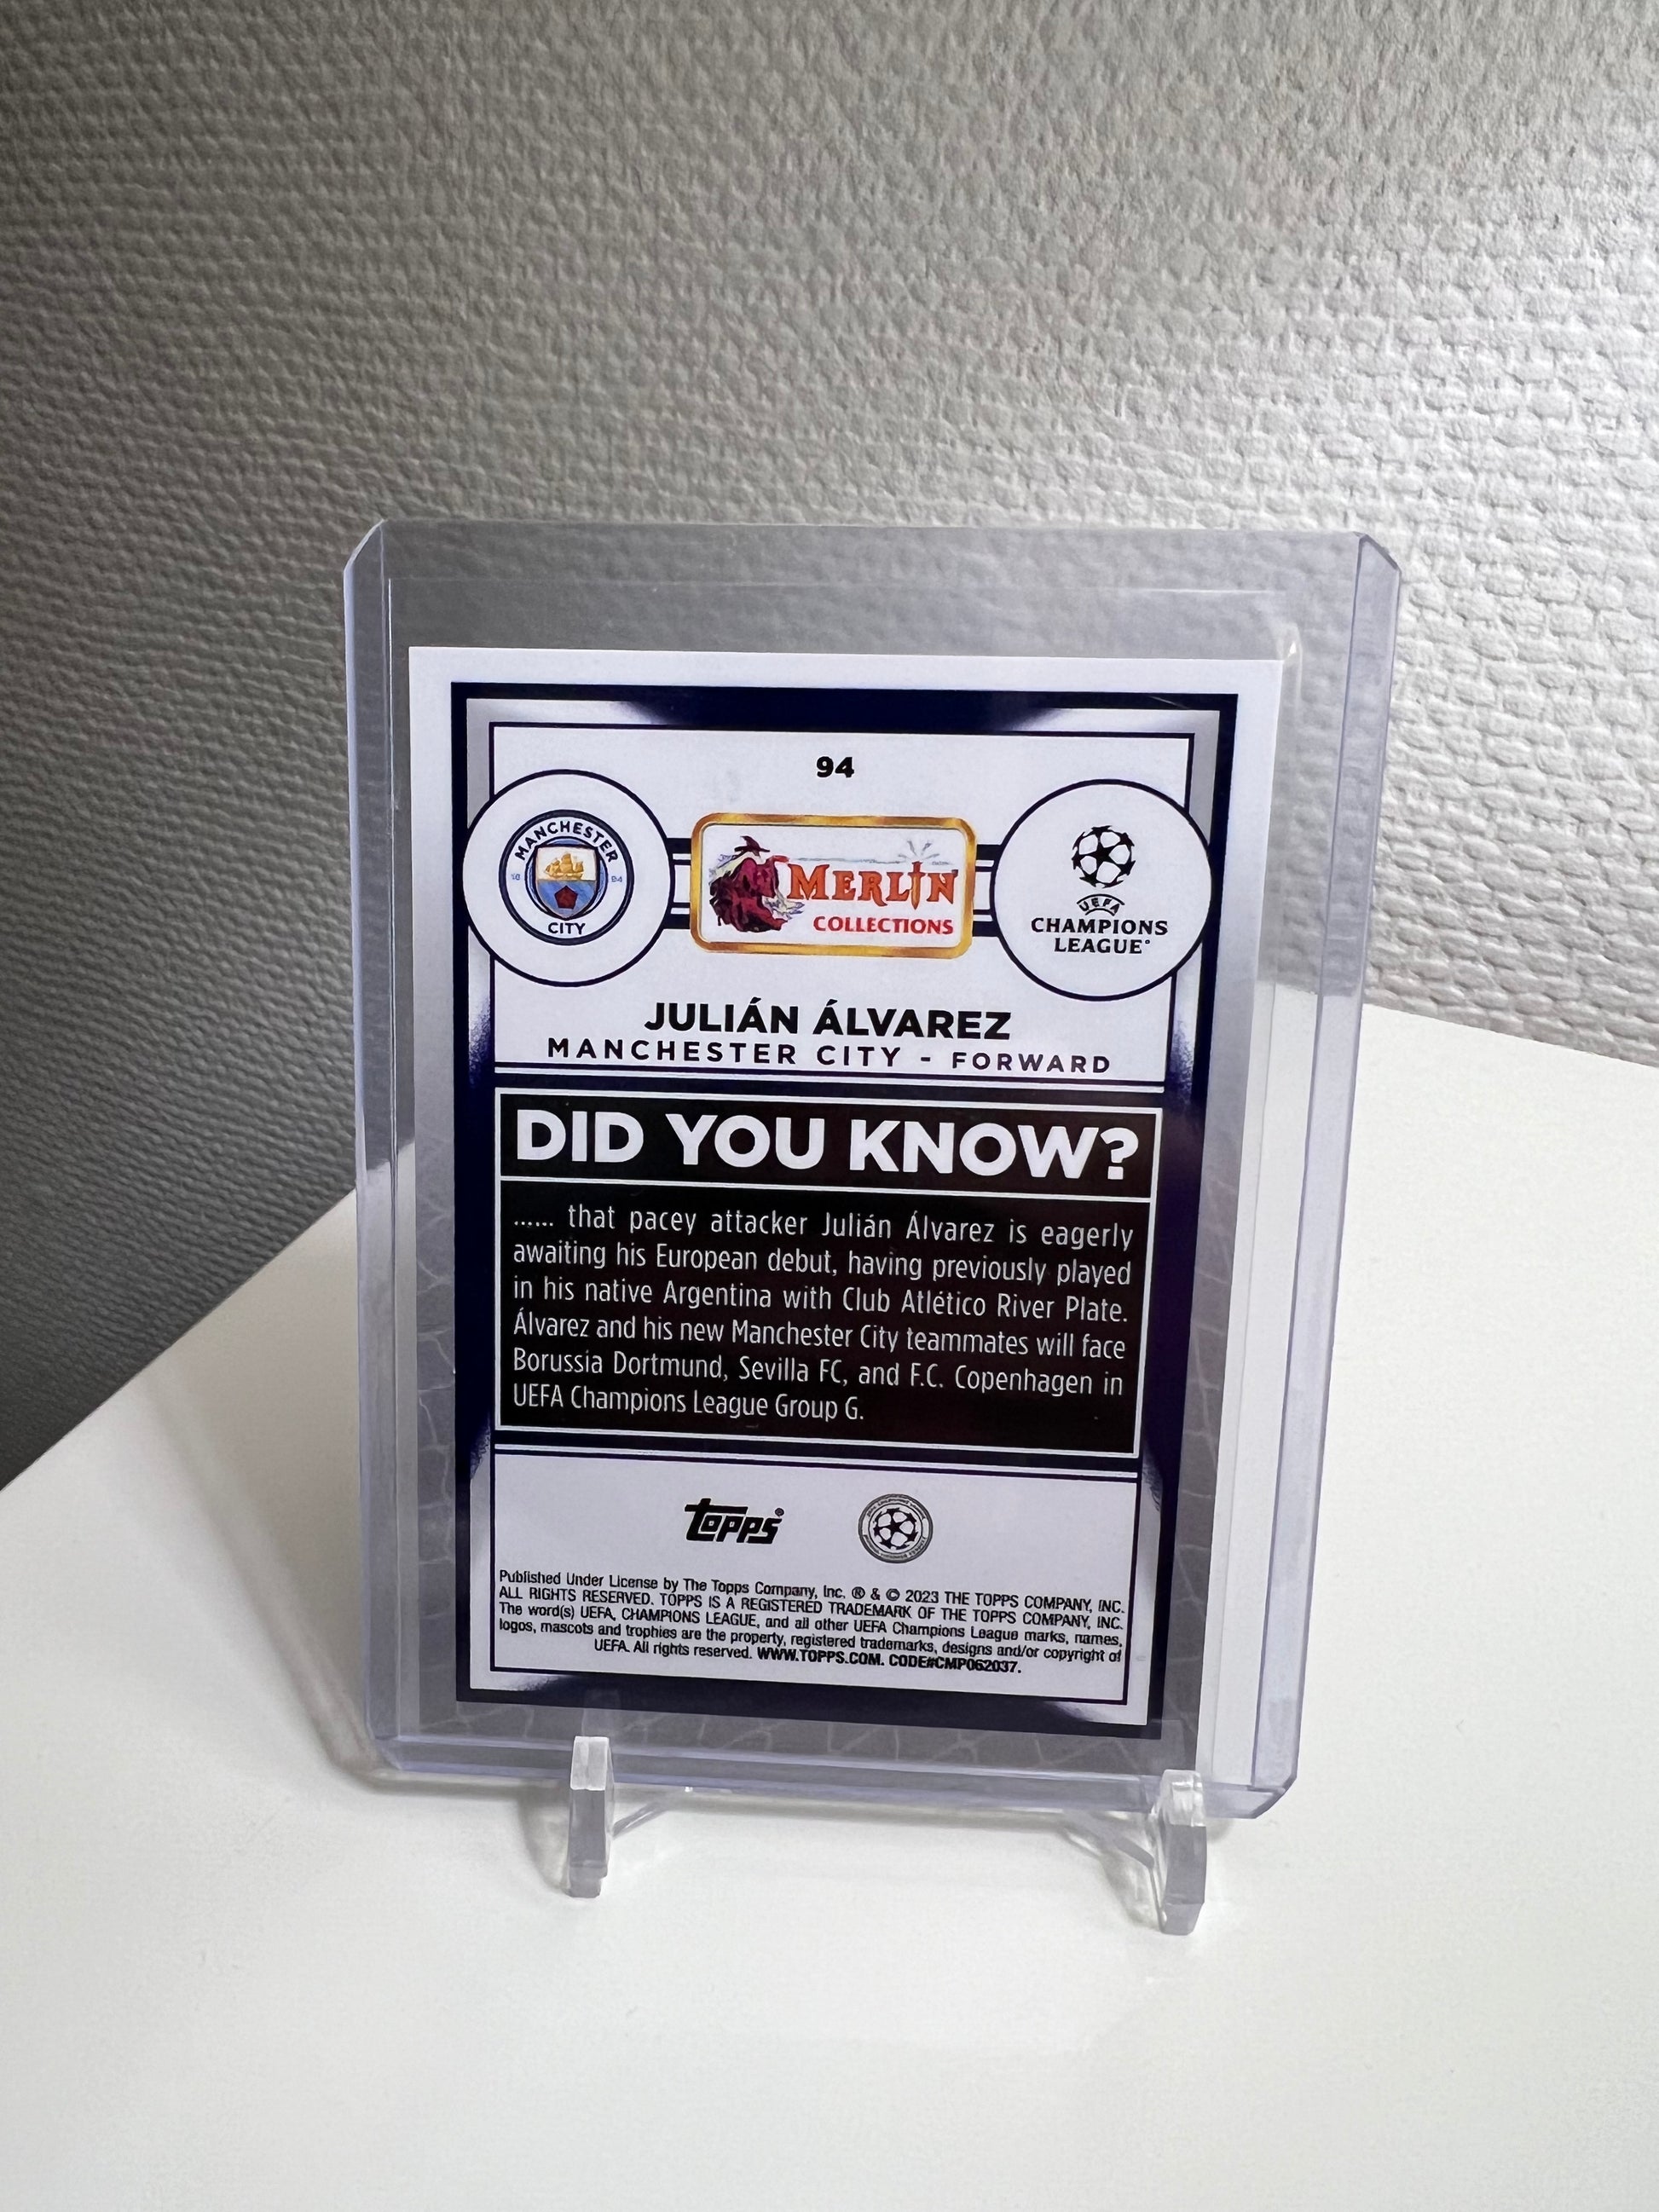 94
MANCHESTER
18 94
CITY
MERLIN
COLLECTIONS
UEFA
CHAMPIONS
LEAGUE®
JULIÁN ÁLVAREZ
MANCHESTER CITY - FORWARD
DID YOU KNOW?
...... that pacey attacker Julián Álvarez is eagerly
awaiting his European debut, having previously played
in his native Argentina with Club Atlético River Plate.
Álvarez and his new Manchester City teammates will face
Borussia Dortmund, Sevilla FC, and F.C. Copenhagen in
UEFA Champions League Group G.
topps®
Published Under License by The Topps Company, Inc. ® & © 2023 THE TOPPS COMPANY, INC.
ALL RIGHTS RESERVED. TOPPS IS A REGISTERED TRADEMARK OF THE TOPPS COMPANY, INC.
The word(s) UEFA, CHAMPIONS LEAGUE, and all other UEFA Champions League marks, names,
logos, mascots and trophies are the property, registered trademarks, designs and/or copyright of
UEFA. All rights reserved. WWW.TOPPS.COM. CODE#CMP062037.